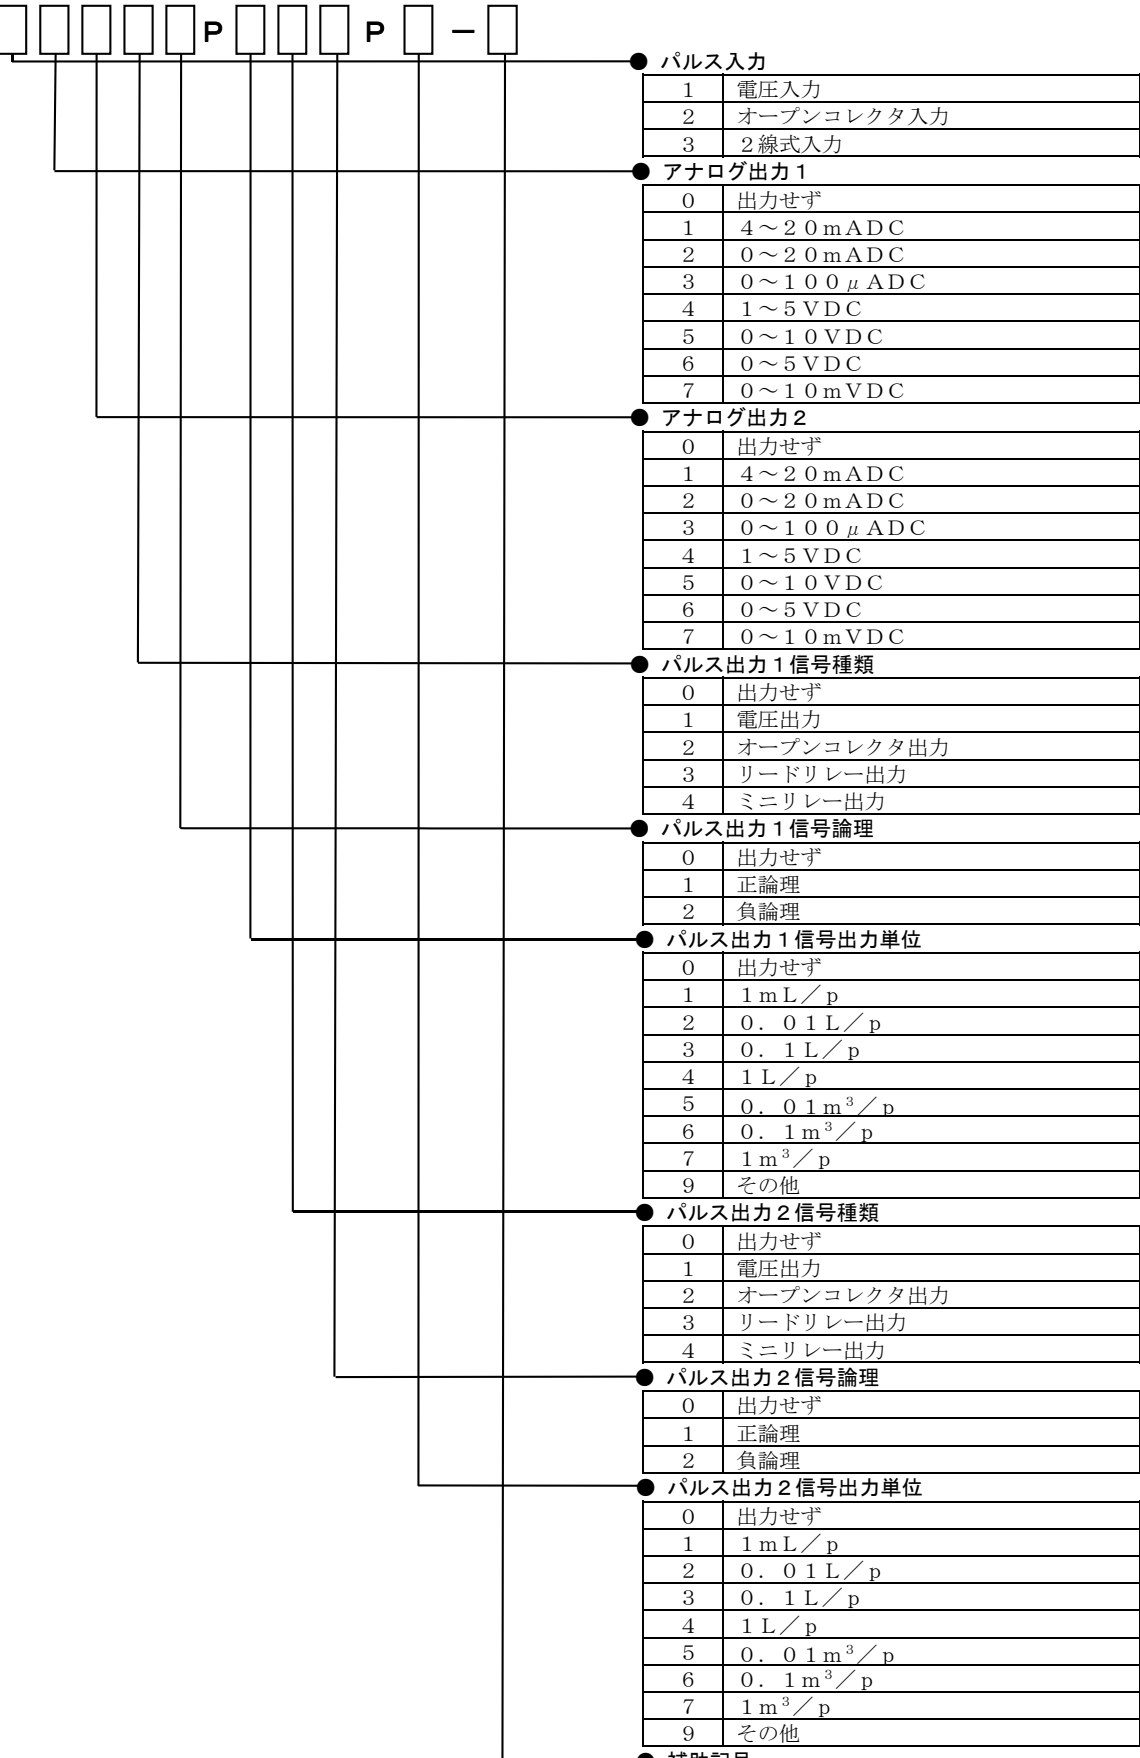 P P －
● パルス入力
1 電圧入力
2 オープンコレクタ入力
3 ２線式入力
● アナログ出力１
0 出力せず
1 ４～２０ｍＡＤＣ
2 ０～２０ｍＡＤＣ
3 ０～１００μＡＤＣ
4 １～５ＶＤＣ
5 ０～１０ＶＤＣ
6 ０～５ＶＤＣ
7 ０～１０ｍＶＤＣ
● アナログ出力２
0 出力せず
1 ４～２０ｍＡＤＣ
2 ０～２０ｍＡＤＣ
3 ０～１００μＡＤＣ
4 １～５ＶＤＣ
5 ０～１０ＶＤＣ
6 ０～５ＶＤＣ
7 ０～１０ｍＶＤＣ
● パルス出力１信号種類
0 出力せず
1 電圧出力
2 オープンコレクタ出力
3 リードリレー出力
4 ミニリレー出力
● パルス出力１信号論理
0 出力せず
1 正論理
2 負論理
● パルス出力１信号出力単位
0 出力せず
1 １ｍＬ／ｐ
2 ０．０１Ｌ／ｐ
3 ０．１Ｌ／ｐ
4 １Ｌ／ｐ
5 ０．０１ｍ³／ｐ
6 ０．１ｍ³／ｐ
7 １ｍ³／ｐ
9 その他
● パルス出力２信号種類
0 出力せず
1 電圧出力
2 オープンコレクタ出力
3 リードリレー出力
4 ミニリレー出力
● パルス出力２信号論理
0 出力せず
1 正論理
2 負論理
● パルス出力２信号出力単位
0 出力せず
1 １ｍＬ／ｐ
2 ０．０１Ｌ／ｐ
3 ０．１Ｌ／ｐ
4 １Ｌ／ｐ
5 ０．０１ｍ³／ｐ
6 ０．１ｍ³／ｐ
7 １ｍ³／ｐ
9 その他